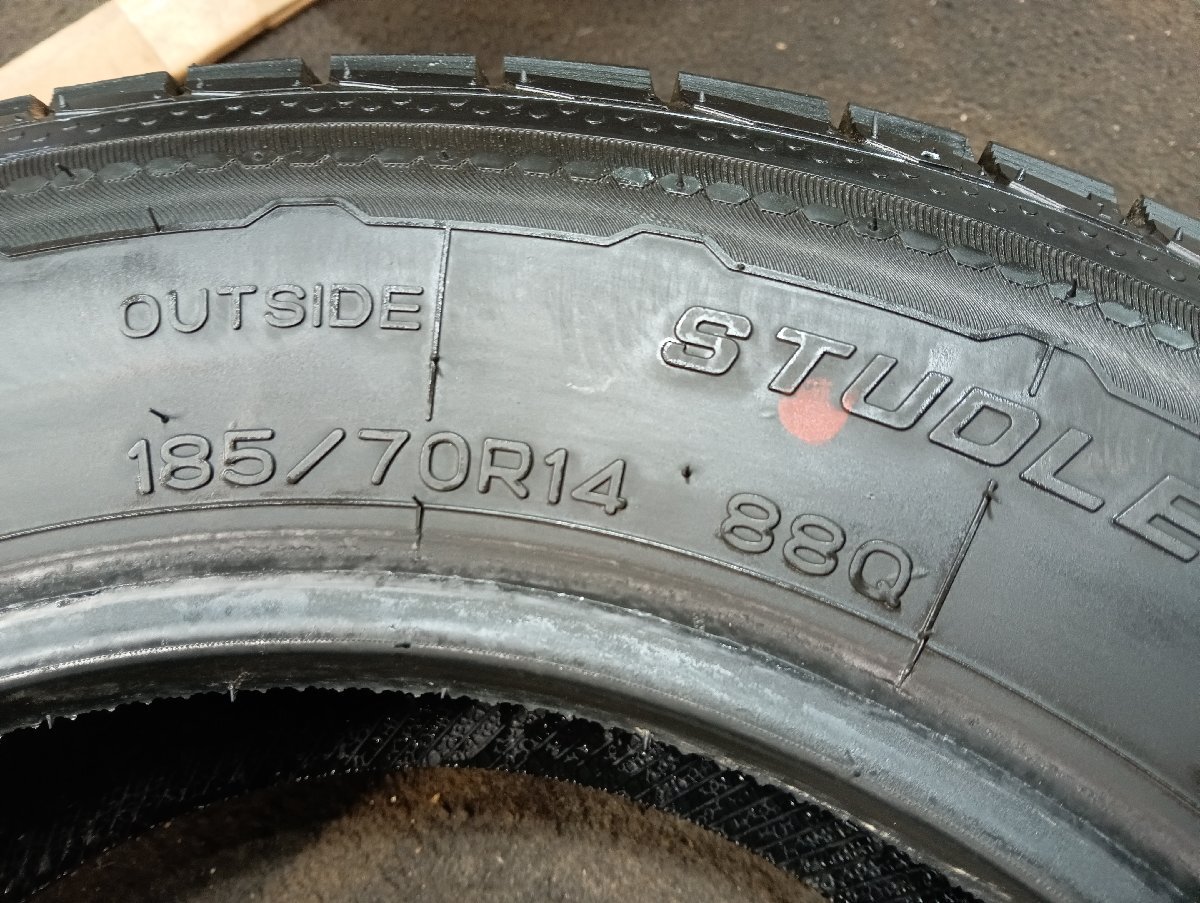 OUTSIDE
STUDLE
185/70R14 88Q